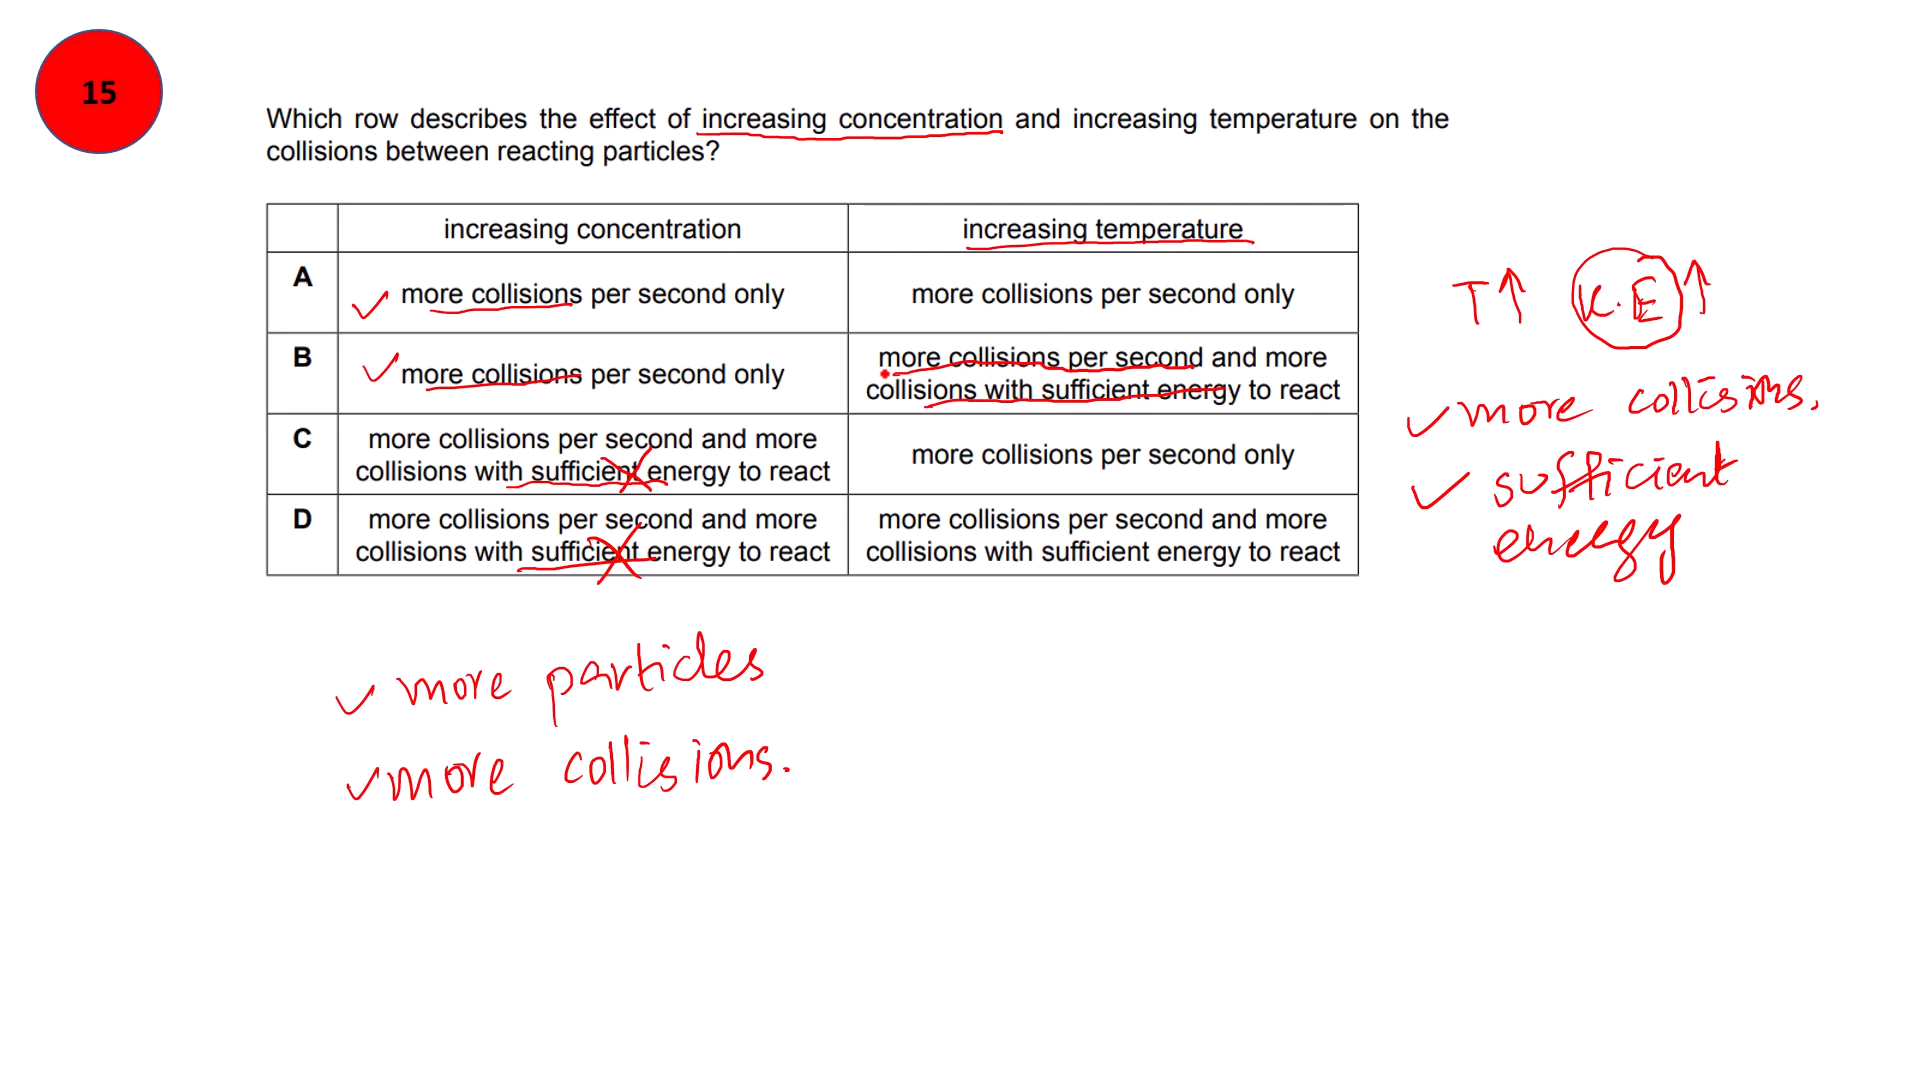 15
Which row describes the effect of increasing concentration and increasing temperature on the
collisions between reacting particles?
increasing concentration increasing temperature
A more collisions per second only more collisions per second only
B more collisions per second only more collisions per second and more
collisions with sufficient energy to react
C more collisions per second and more
collisions with sufficient energy to react more collisions per second only
D more collisions per second and more
collisions with sufficient energy to react more collisions per second and more
collisions with sufficient energy to react
T↑ K.E↑
✓ more collisions.
✓ sufficient
energy
✓ more particles
✓ more collisions.